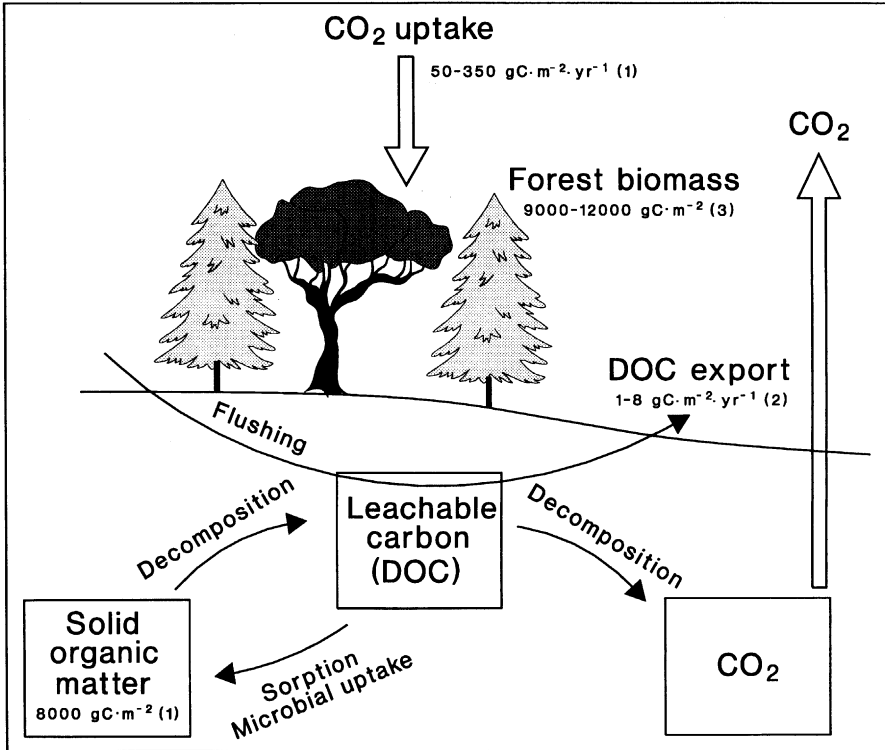 CO₂ uptake
50-350 gC·m⁻²·yr⁻¹ (1)
CO₂
Forest biomass
9000-12000 gC·m⁻² (3)
DOC export
1-8 gC·m⁻²·yr⁻¹ (2)
Flushing
Decomposition
Leachable
carbon
(DOC)
Decomposition
Solid
organic
matter
8000 gC·m⁻² (1)
Sorption
Microbial uptake
CO₂